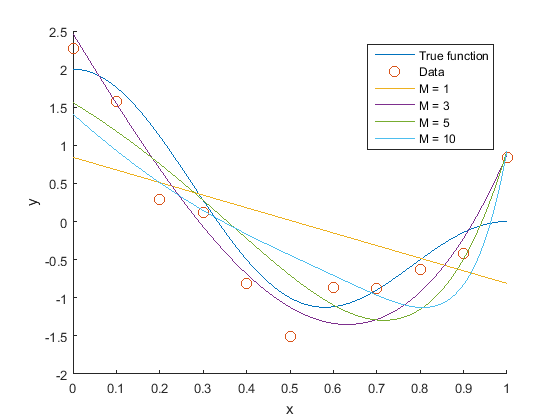 2.5
2
1.5
1
0.5
0
-0.5
-1
-1.5
-2
y
0 0.1 0.2 0.3 0.4 0.5 0.6 0.7 0.8 0.9 1
x
True function
Data
M = 1
M = 3
M = 5
M = 10